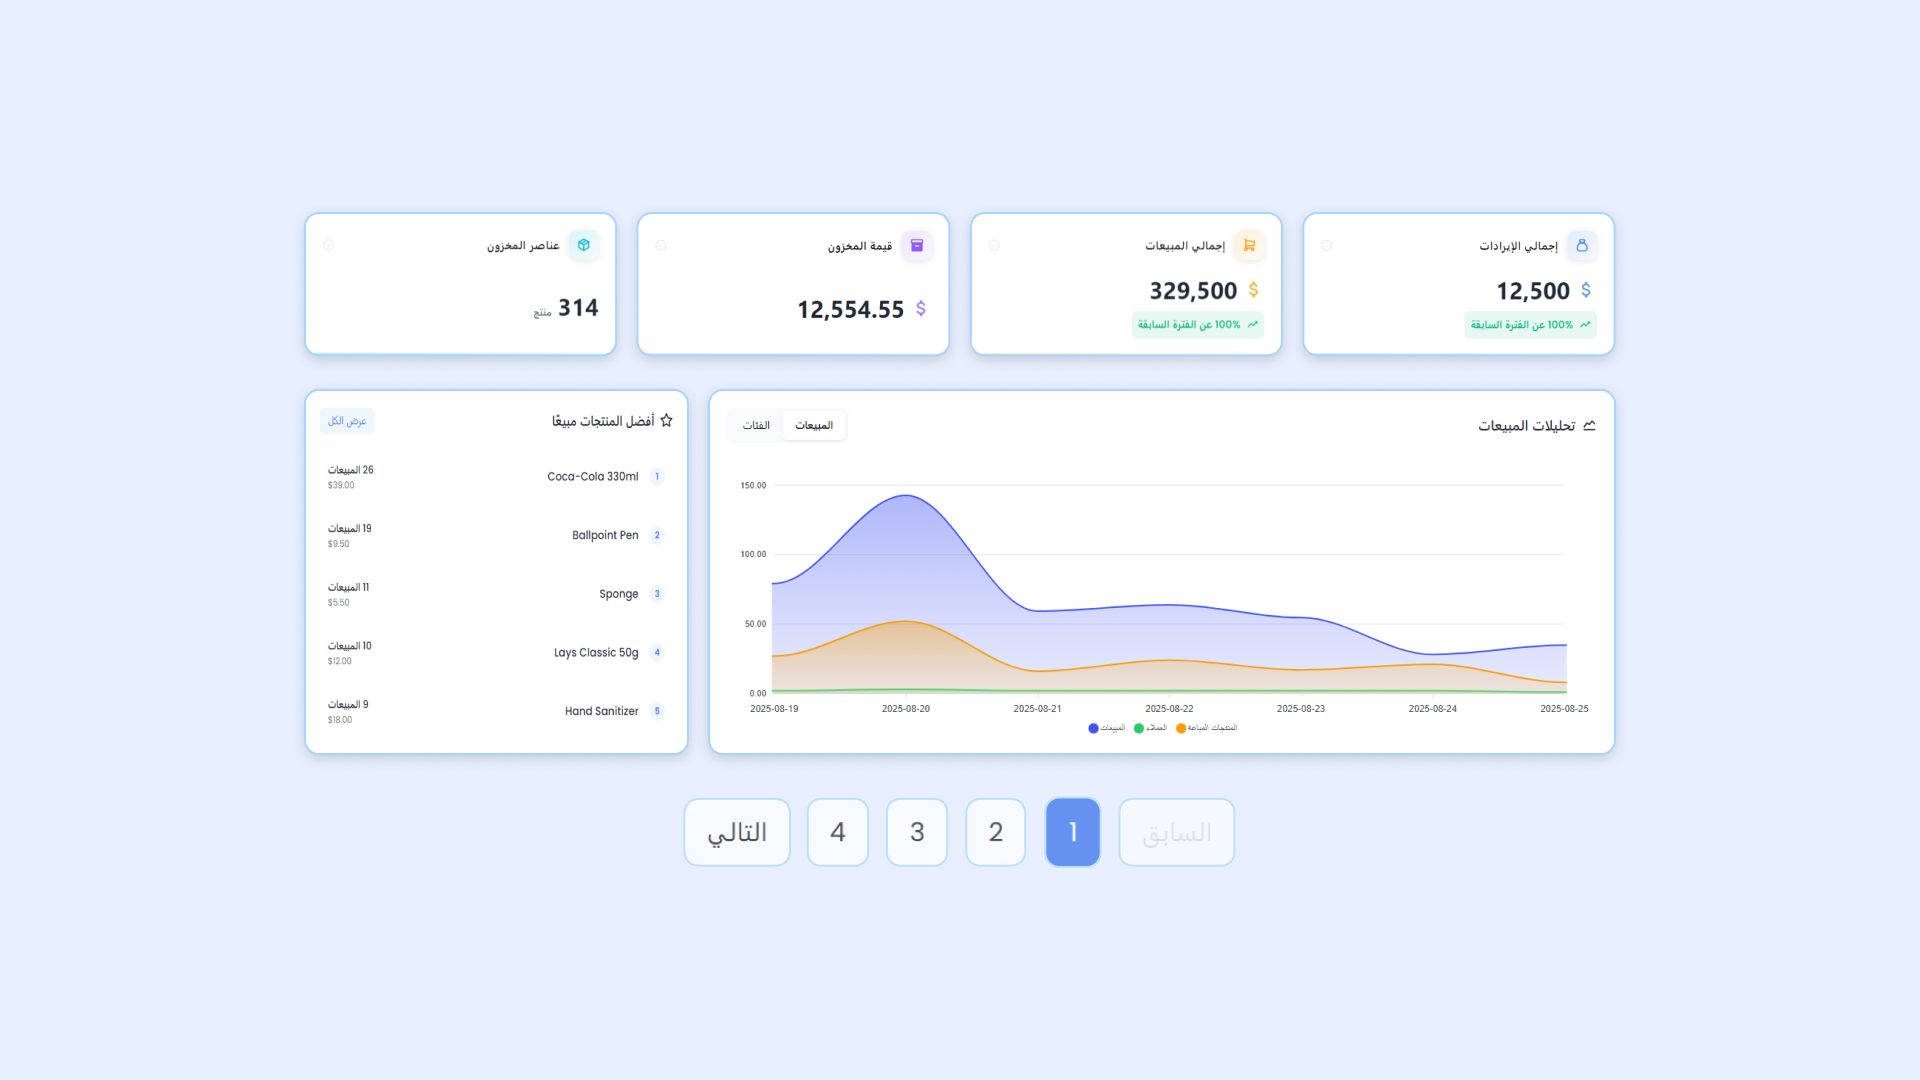 إجمالي الإيرادات
$ 12,500
100% عن الفترة السابقة
إجمالي المبيعات
$ 329,500
100% عن الفترة السابقة
قيمة المخزون
$ 12,554.55
عناصر المخزون
314 منتج
تحليلات المبيعات
المبيعات
الفئات
150.00
100.00
50.00
0.00
2025-08-19
2025-08-20
2025-08-21
2025-08-22
2025-08-23
2025-08-24
2025-08-25
المبيعات
العملاء
المنتجات المباعة
أفضل المنتجات مبيعًا
عرض الكل
1 Coca-Cola 330ml
26 المبيعات
$39.00
2 Ballpoint Pen
19 المبيعات
$9.50
3 Sponge
11 المبيعات
$5.50
4 Lays Classic 50g
10 المبيعات
$12.00
5 Hand Sanitizer
9 المبيعات
$18.00
السابق
1
2
3
4
التالي